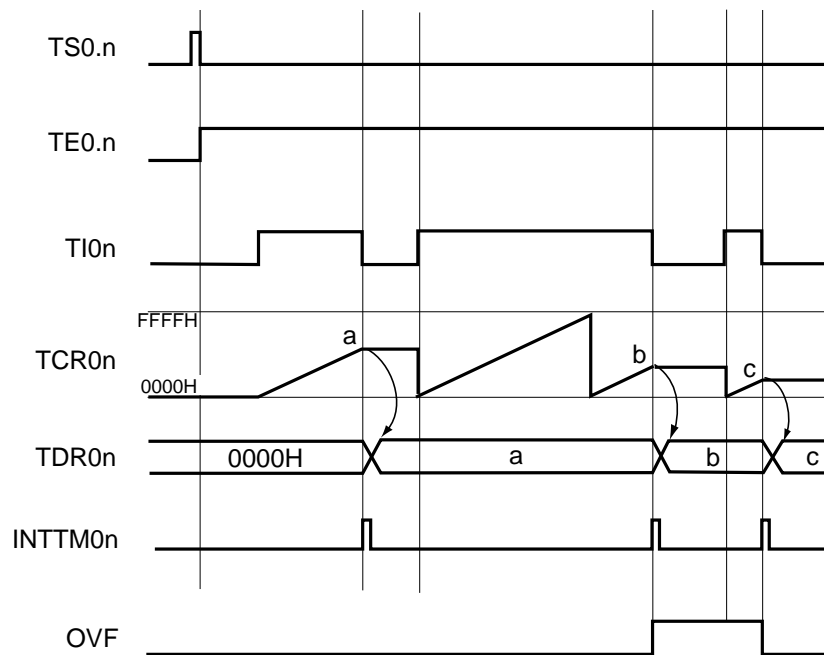 TS0.n
TE0.n
TI0n
FFFFH
a
b
c
TCR0n
0000H
TDR0n
0000H
a
b
c
INTTM0n
OVF